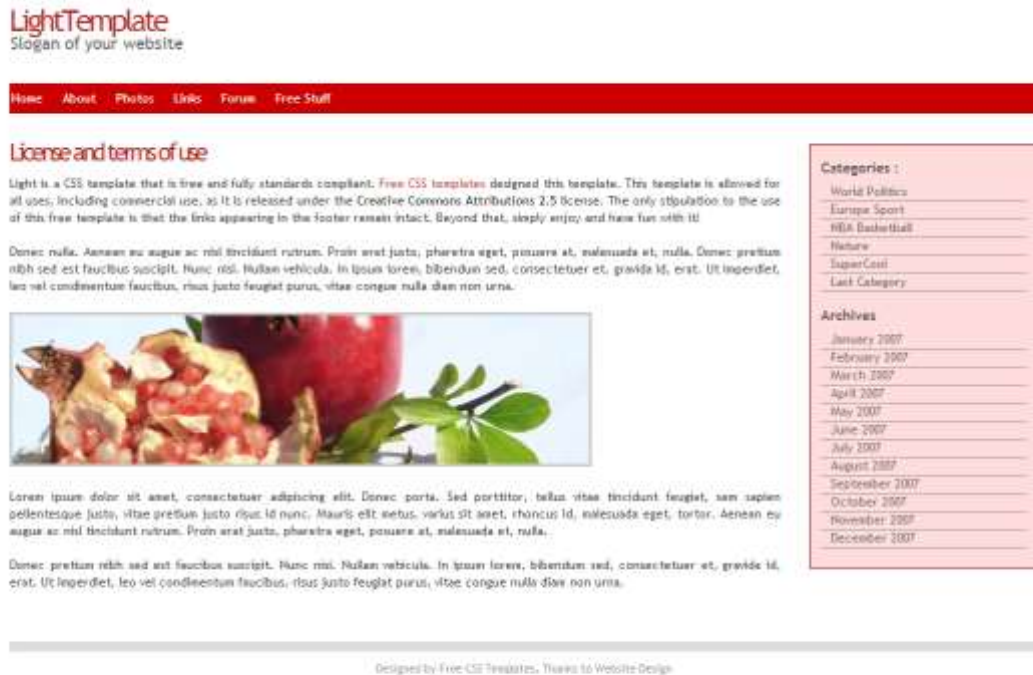 LightTemplate
Slogan of your website
Home About Photos Links Forum Free Stuff
License and terms of use
Light is a CSS template that is free and fully standards compliant. Free CSS templates designed this template. This template is allowed for
all uses, including commercial use, as it is released under the Creative Commons Attributions 2.5 license. The only stipulation to the use
of this free template is that the links appearing in the footer remain intact. Beyond that, simply enjoy and have fun with it!
Donec nulla. Aenean eu augue ac nisl tincidunt rutrum. Proin erat justo, pharetra eget, posuere at, malesuada et, nulla. Donec pretium
nibh sed est faucibus suscipit. Nunc nisi. Nullam vehicula. In ipsum lorem, bibendum sed, consectetuer et, gravida id, erat. Ut imperdiet,
leo vel condimentum faucibus, risus justo feugiat purus, vitae congue nulla diam non urna.
Lorem ipsum dolor sit amet, consectetuer adipiscing elit. Donec porta. Sed porttitor, tellus vitae tincidunt feugiat, sem sapien
pellentesque justo, vitae pretium justo risus id nunc. Mauris elit metus, varius sit amet, rhoncus id, malesuada eget, tortor. Aenean eu
augue ac nisl tincidunt rutrum. Proin erat justo, pharetra eget, posuere at, malesuada et, nulla.
Donec pretium nibh sed est faucibus suscipit. Nunc nisi. Nullam vehicula. In ipsum lorem, bibendum sed, consectetuer et, gravida id,
erat. Ut imperdiet, leo vel condimentum faucibus, risus justo feugiat purus, vitae congue nulla diam non urna.
Categories :
World Politics
Europe Sport
NBA Basketball
Nature
SuperCool
Last Category
Archives
January 2007
February 2007
March 2007
April 2007
May 2007
June 2007
July 2007
August 2007
September 2007
October 2007
November 2007
December 2007
Designed by Free CSS Templates, Thanks to Website Design